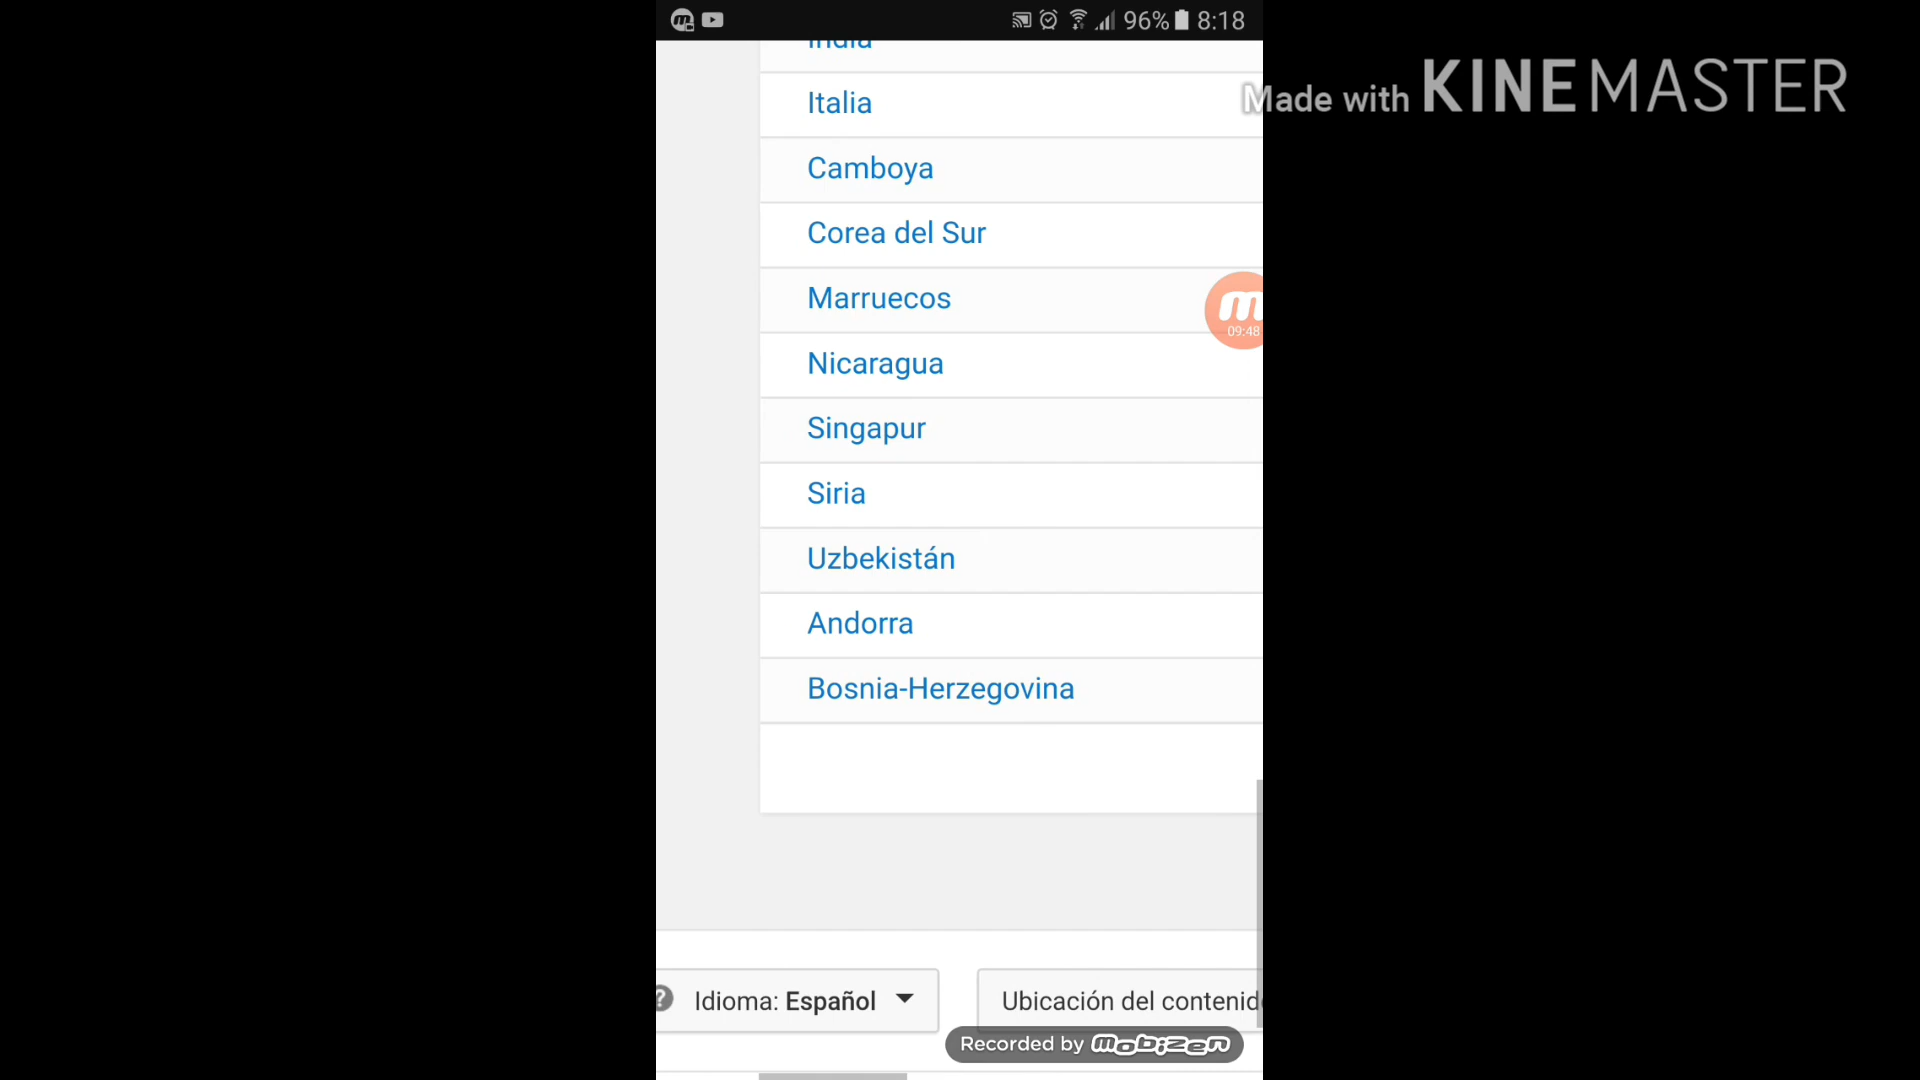 96% 8:18
India
Made with KINEMASTER
Italia
Camboya
Corea del Sur
Marruecos
09:48
Nicaragua
Singapur
Siria
Uzbekistán
Andorra
Bosnia-Herzegovina
Idioma: Español
Ubicación del contenid
Recorded by mobizen